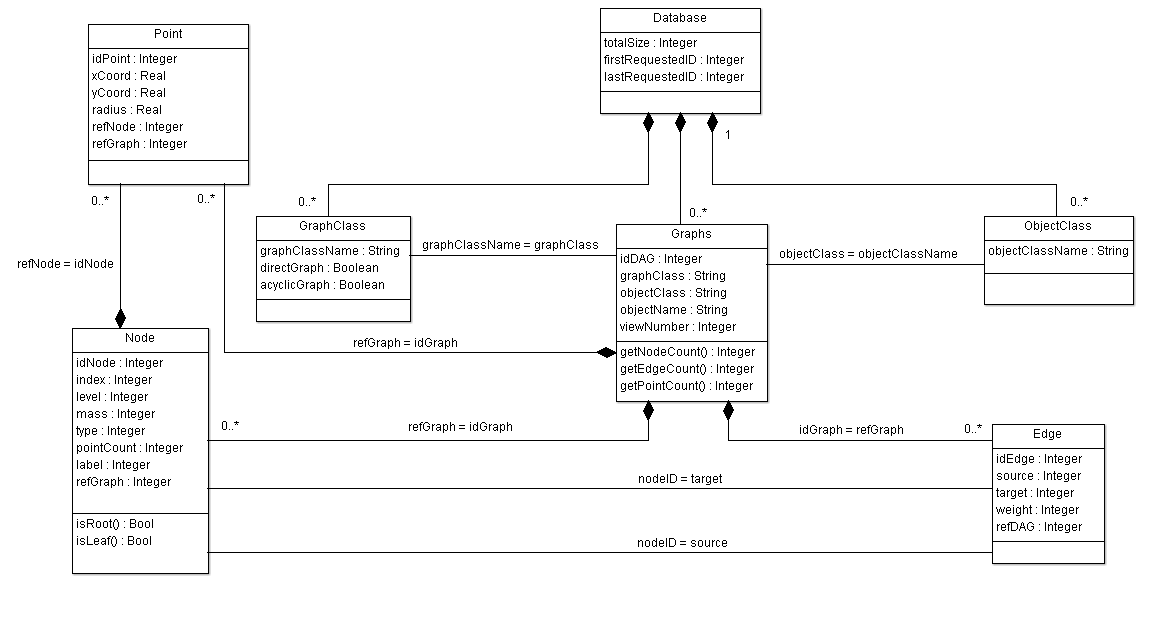 Point
idPoint : Integer
xCoord : Real
yCoord : Real
radius : Real
refNode : Integer
refGraph : Integer
Database
totalSize : Integer
firstRequestedID : Integer
lastRequestedID : Integer
1
0..*
0..*
0..*
0..*
0..*
GraphClass
graphClassName : String
directGraph : Boolean
acyclicGraph : Boolean
graphClassName = graphClass
Graphs
idDAG : Integer
graphClass : String
objectClass : String
objectName : String
viewNumber : Integer
getNodeCount() : Integer
getEdgeCount() : Integer
getPointCount() : Integer
objectClass = objectClassName
ObjectClass
objectClassName : String
refNode = idNode
refGraph = idGraph
Node
idNode : Integer
index : Integer
level : Integer
mass : Integer
type : Integer
pointCount : Integer
label : Integer
refGraph : Integer
isRoot() : Bool
isLeaf() : Bool
0..*
refGraph = idGraph
idGraph = refGraph
0..*
nodeID = target
nodeID = source
Edge
idEdge : Integer
source : Integer
target : Integer
weight : Integer
refDAG : Integer